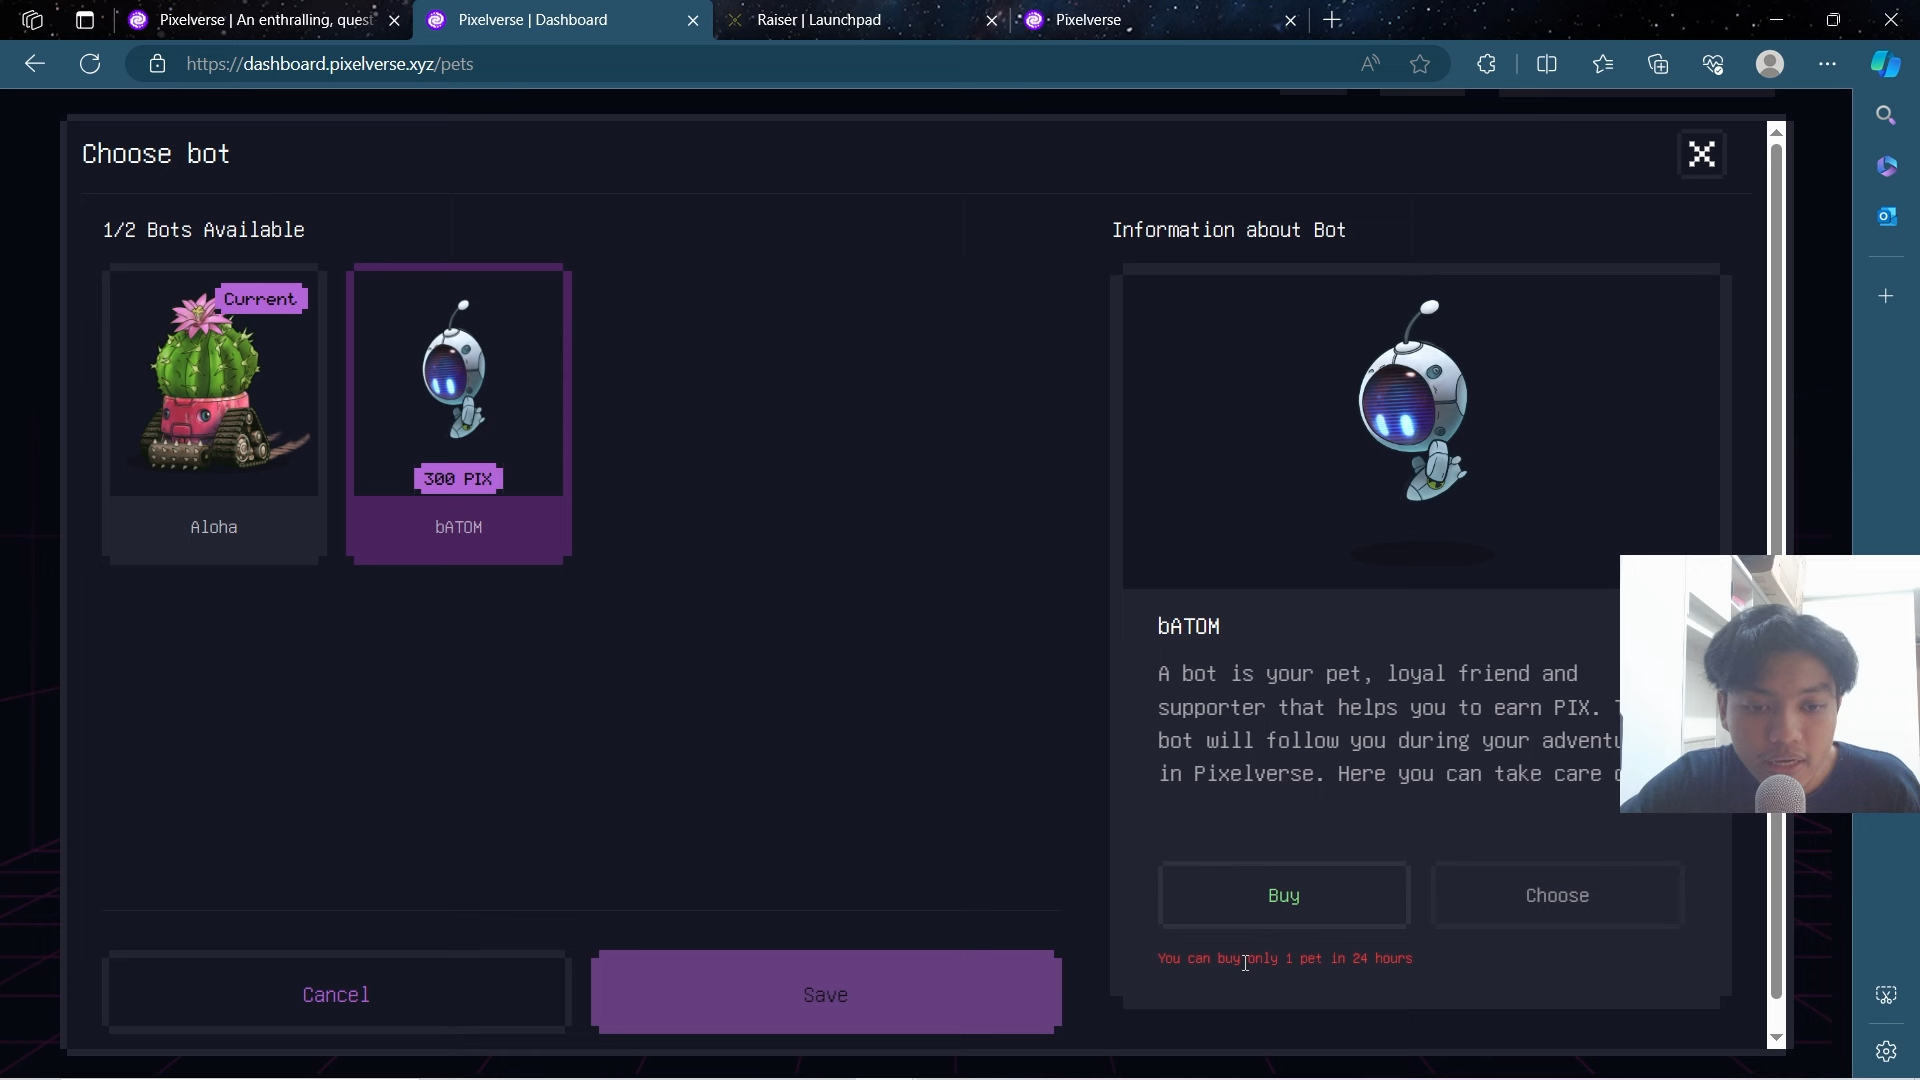 Pixelverse | An enthralling, quest
Pixelverse | Dashboard
Raiser | Launchpad
Pixelverse
https://dashboard.pixelverse.xyz/pets
Choose bot
1/2 Bots Available
Information about Bot
Current
300 PIX
Aloha
bATOM
bATOM
A bot is your pet, loyal friend and
supporter that helps you to earn PIX.
bot will follow you during your adventu
in Pixelverse. Here you can take care
Buy
Choose
You can buy only 1 pet in 24 hours
Cancel
Save